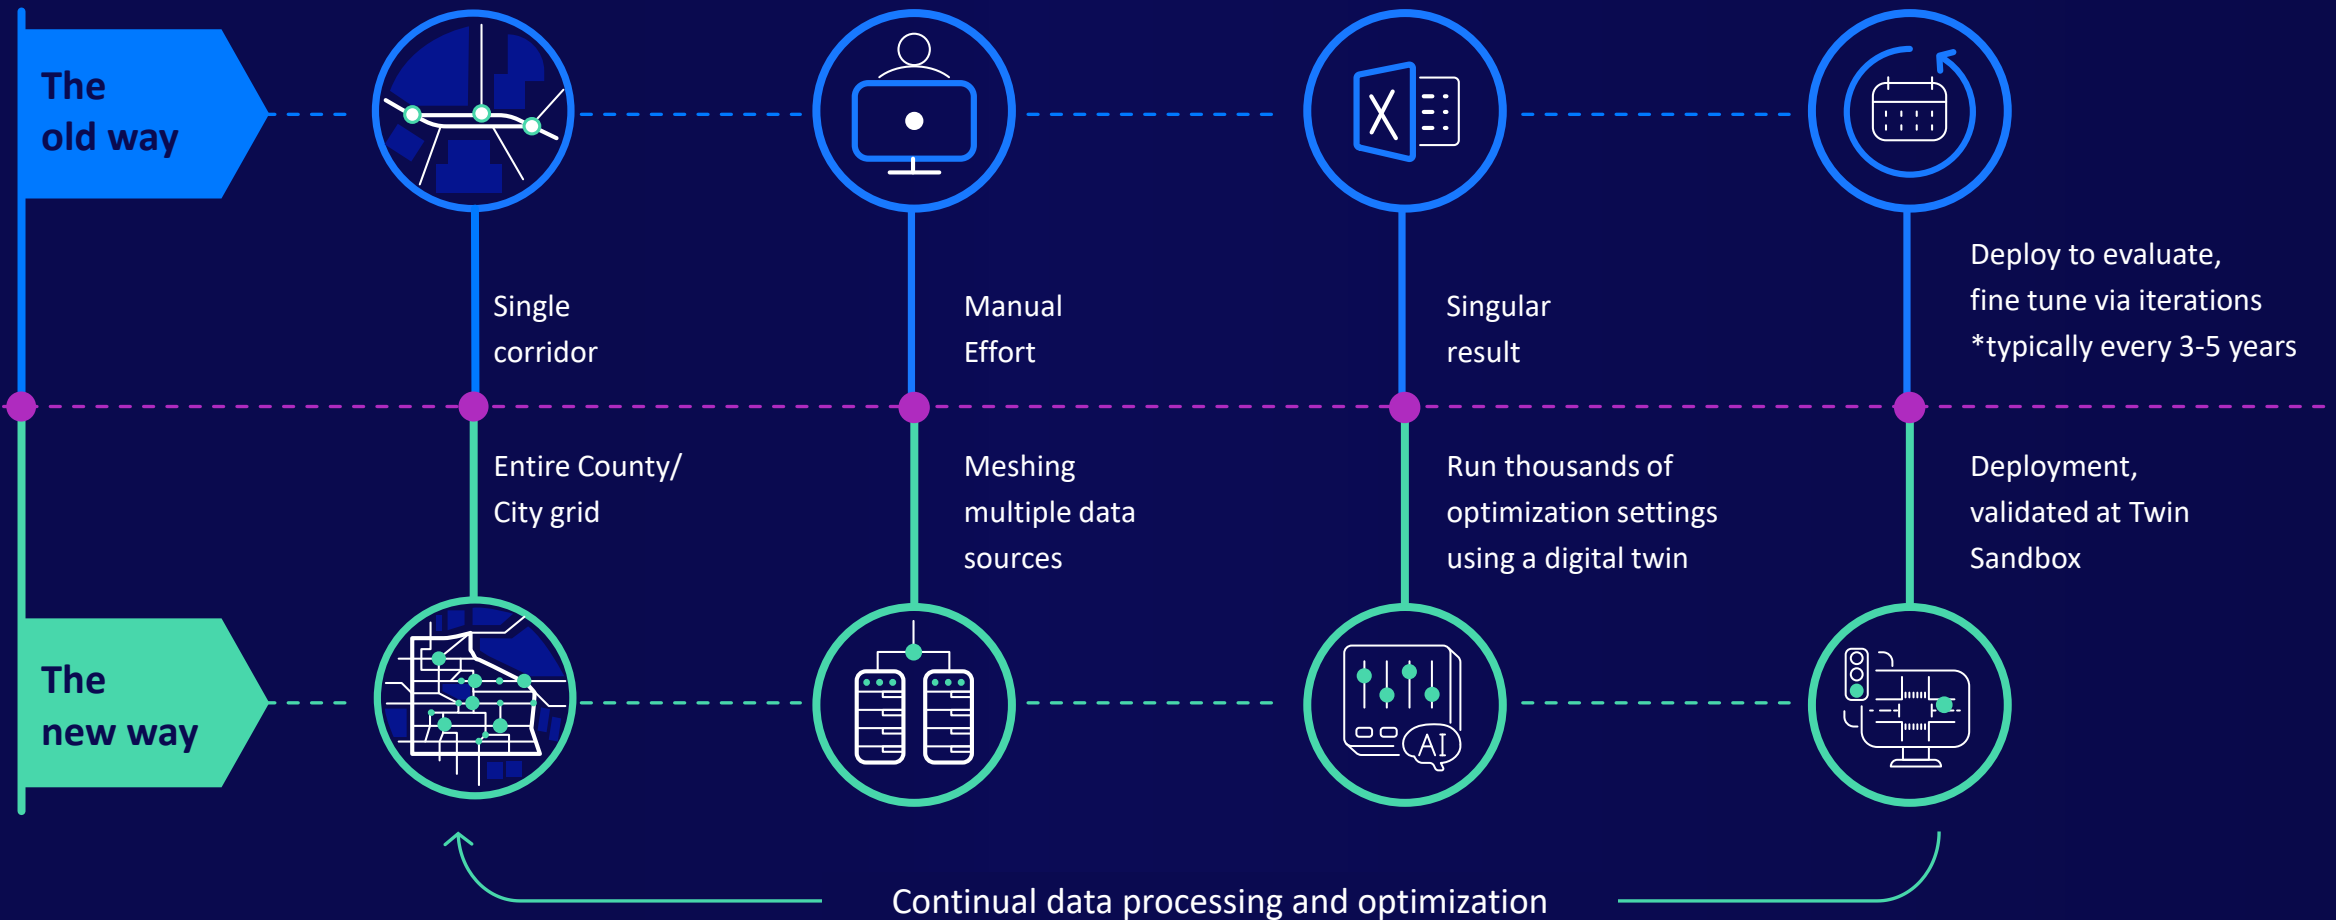 The
old way
Single
corridor
Manual
Effort
X
Singular
result
Deploy to evaluate,
fine tune via iterations
*typically every 3-5 years
Entire County/
City grid
Meshing
multiple data
sources
Run thousands of
optimization settings
using a digital twin
Deployment,
validated at Twin
Sandbox
The
new way
AI
Continual data processing and optimization